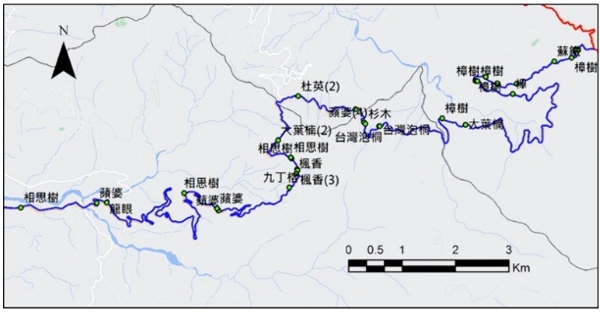 N
蘇鐵
樟樹
樟樹
樟樹
樟樹
樟
杜英(2)
蘋婆(4)
杉木
樟樹
大葉楠
台灣泡桐
台灣泡桐
大葉楠(2)
相思樹
相思樹
楓香
九丁榕
楓香(3)
相思樹
蘋婆
蘋婆
蘋婆
龍眼
相思樹
0 0.5 1 2 3
Km